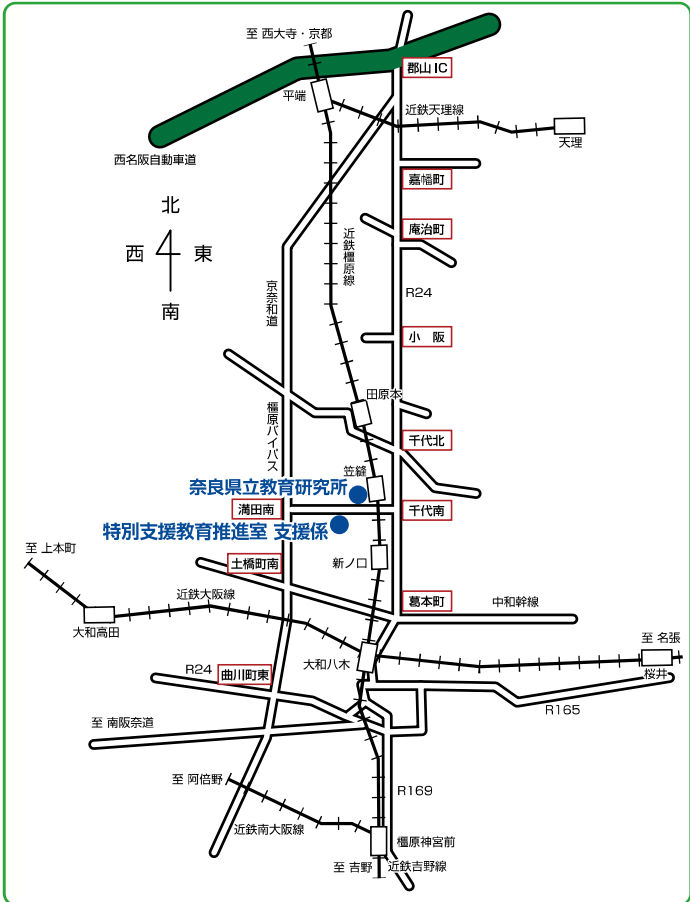 至 西大寺・京都
郡山 IC
平端
近鉄天理線
天理
西名阪自動車道
嘉幡町
北
西 東
南
庵治町
近鉄橿原線
京奈和道
R24
小 阪
田原本
橿原バイパス
千代北
笠縫
奈良県立教育研究所
満田南
千代南
特別支援教育推進室 支援係
至 上本町
新ノ口
土橋町南
近鉄大阪線
葛本町
中和幹線
大和高田
至 名張
大和八木
R24
曲川町東
桜井
R165
至 南阪奈道
至 阿倍野
R169
近鉄南大阪線
橿原神宮前
至 吉野
近鉄吉野線